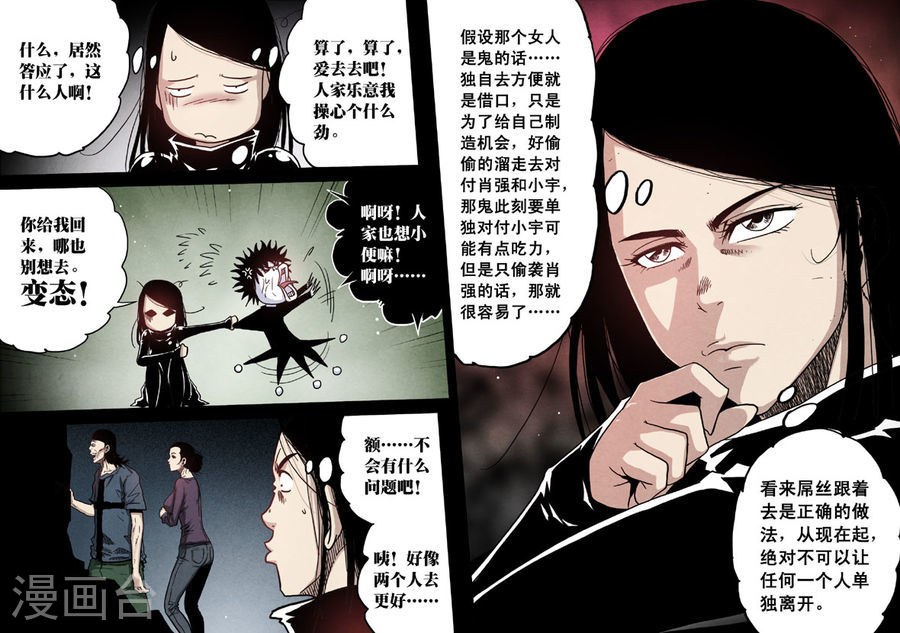 什么，居然
答应了，这
什么人啊！
算了，算了，
爱去去吧！
人家乐意我
操心个什么
劲。
啊呀！人
家也想小
便嘛！
啊呀……
你给我回
来，哪也
别想去。
变态！
额……不
会有什么
问题吧！
咦！好像
两个人去
更好……
假设那个女人
是鬼的话……
独自去方便就
是借口，只是
为了给自己制
造机会，好偷
偷的溜走去对
付肖强和小宇，
那鬼此刻要单
独对付小宇可
能有点吃力，
但是只偷袭肖
强的话，那就
很容易了……
看来屌丝跟着
去是正确的做
法，从现在起，
绝对不可以让
任何一个人单
独离开。
漫画台